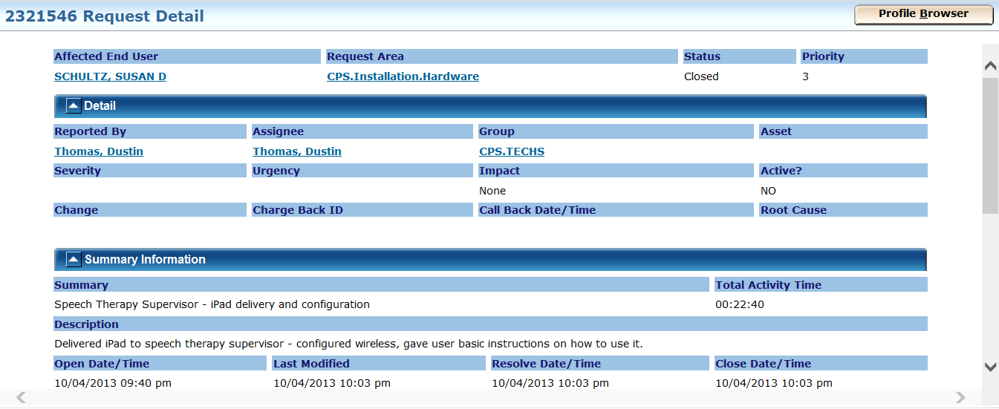 2321546 Request Detail
Profile Browser
Affected End User Request Area Status Priority
SCHULTZ, SUSAN D CPS.Installation.Hardware Closed 3
Detail
Reported By Assignee Group Asset
Thomas, Dustin Thomas, Dustin CPS.TECHS
Severity Urgency Impact Active?
None NO
Change Charge Back ID Call Back Date/Time Root Cause
Summary Information
Summary Total Activity Time
Speech Therapy Supervisor - iPad delivery and configuration 00:22:40
Description
Delivered iPad to speech therapy supervisor - configured wireless, gave user basic instructions on how to use it.
Open Date/Time Last Modified Resolve Date/Time Close Date/Time
10/04/2013 09:40 pm 10/04/2013 10:03 pm 10/04/2013 10:03 pm 10/04/2013 10:03 pm